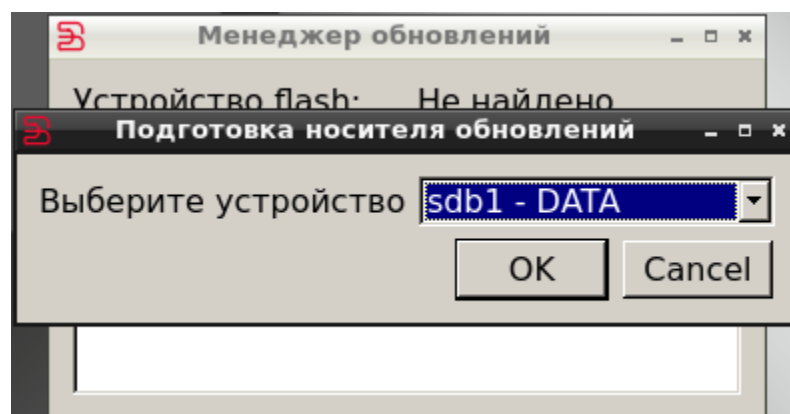 Менеджер обновлений
Устройство flash: Не найдено
Подготовка носителя обновлений
Выберите устройство sdb1 - DATA
OK Cancel